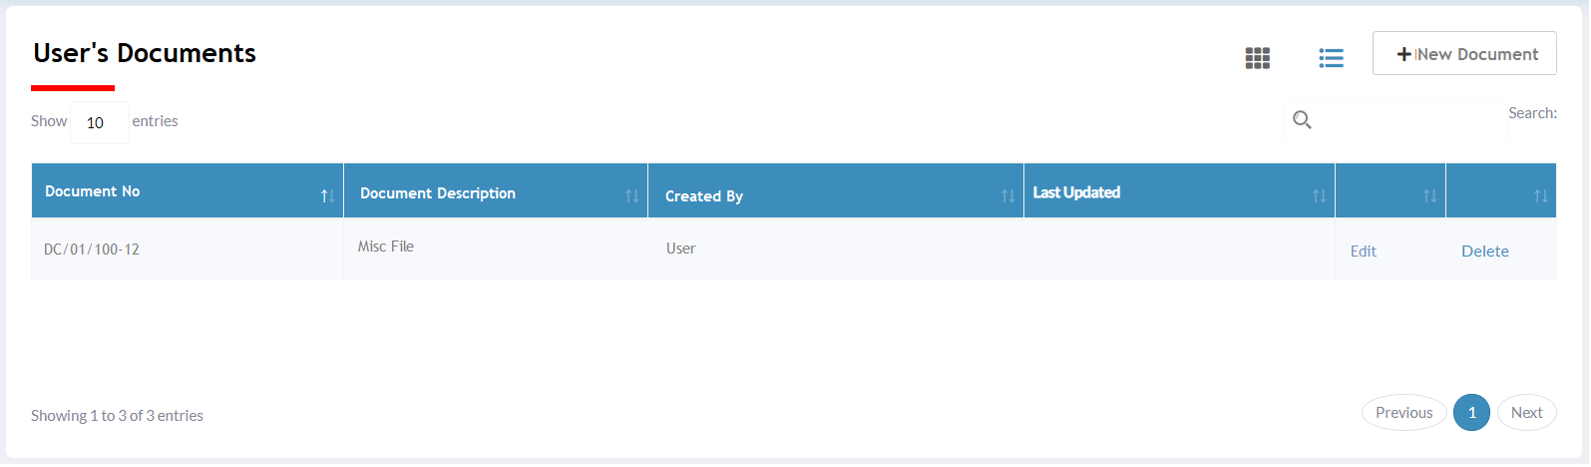 User's Documents
New Document
Show 10 entries
Search:
Document No Document Description Created By Last Updated
DC/01/100-12 Misc File User Edit Delete
Showing 1 to 3 of 3 entries
Previous 1 Next